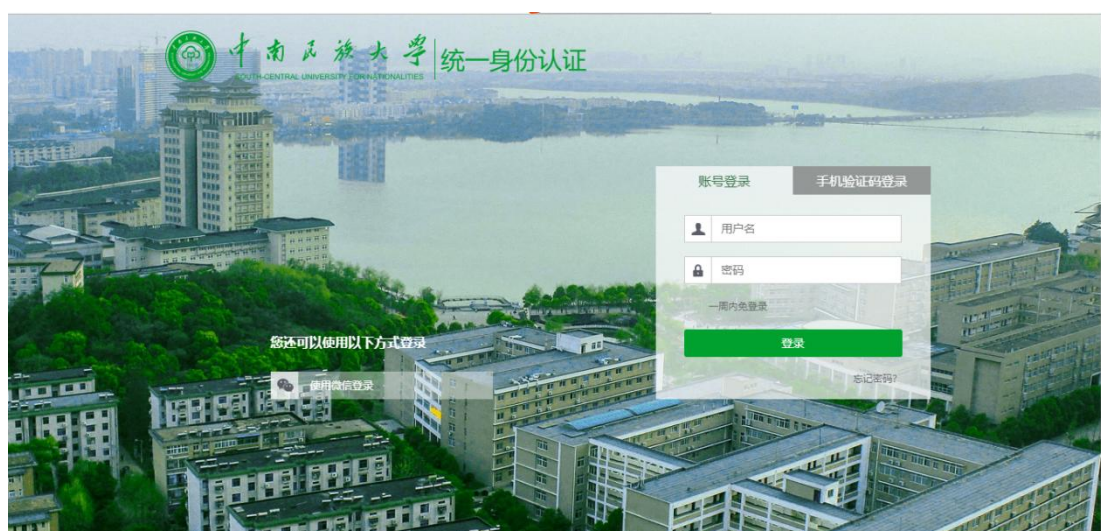 中南民族大学
SOUTH-CENTRAL UNIVERSITY FOR NATIONALITIES
统一身份认证
账号登录 手机验证码登录
用户名
密码
一周内免登录
登录
忘记密码?
您还可以使用以下方式登录
使用微信登录